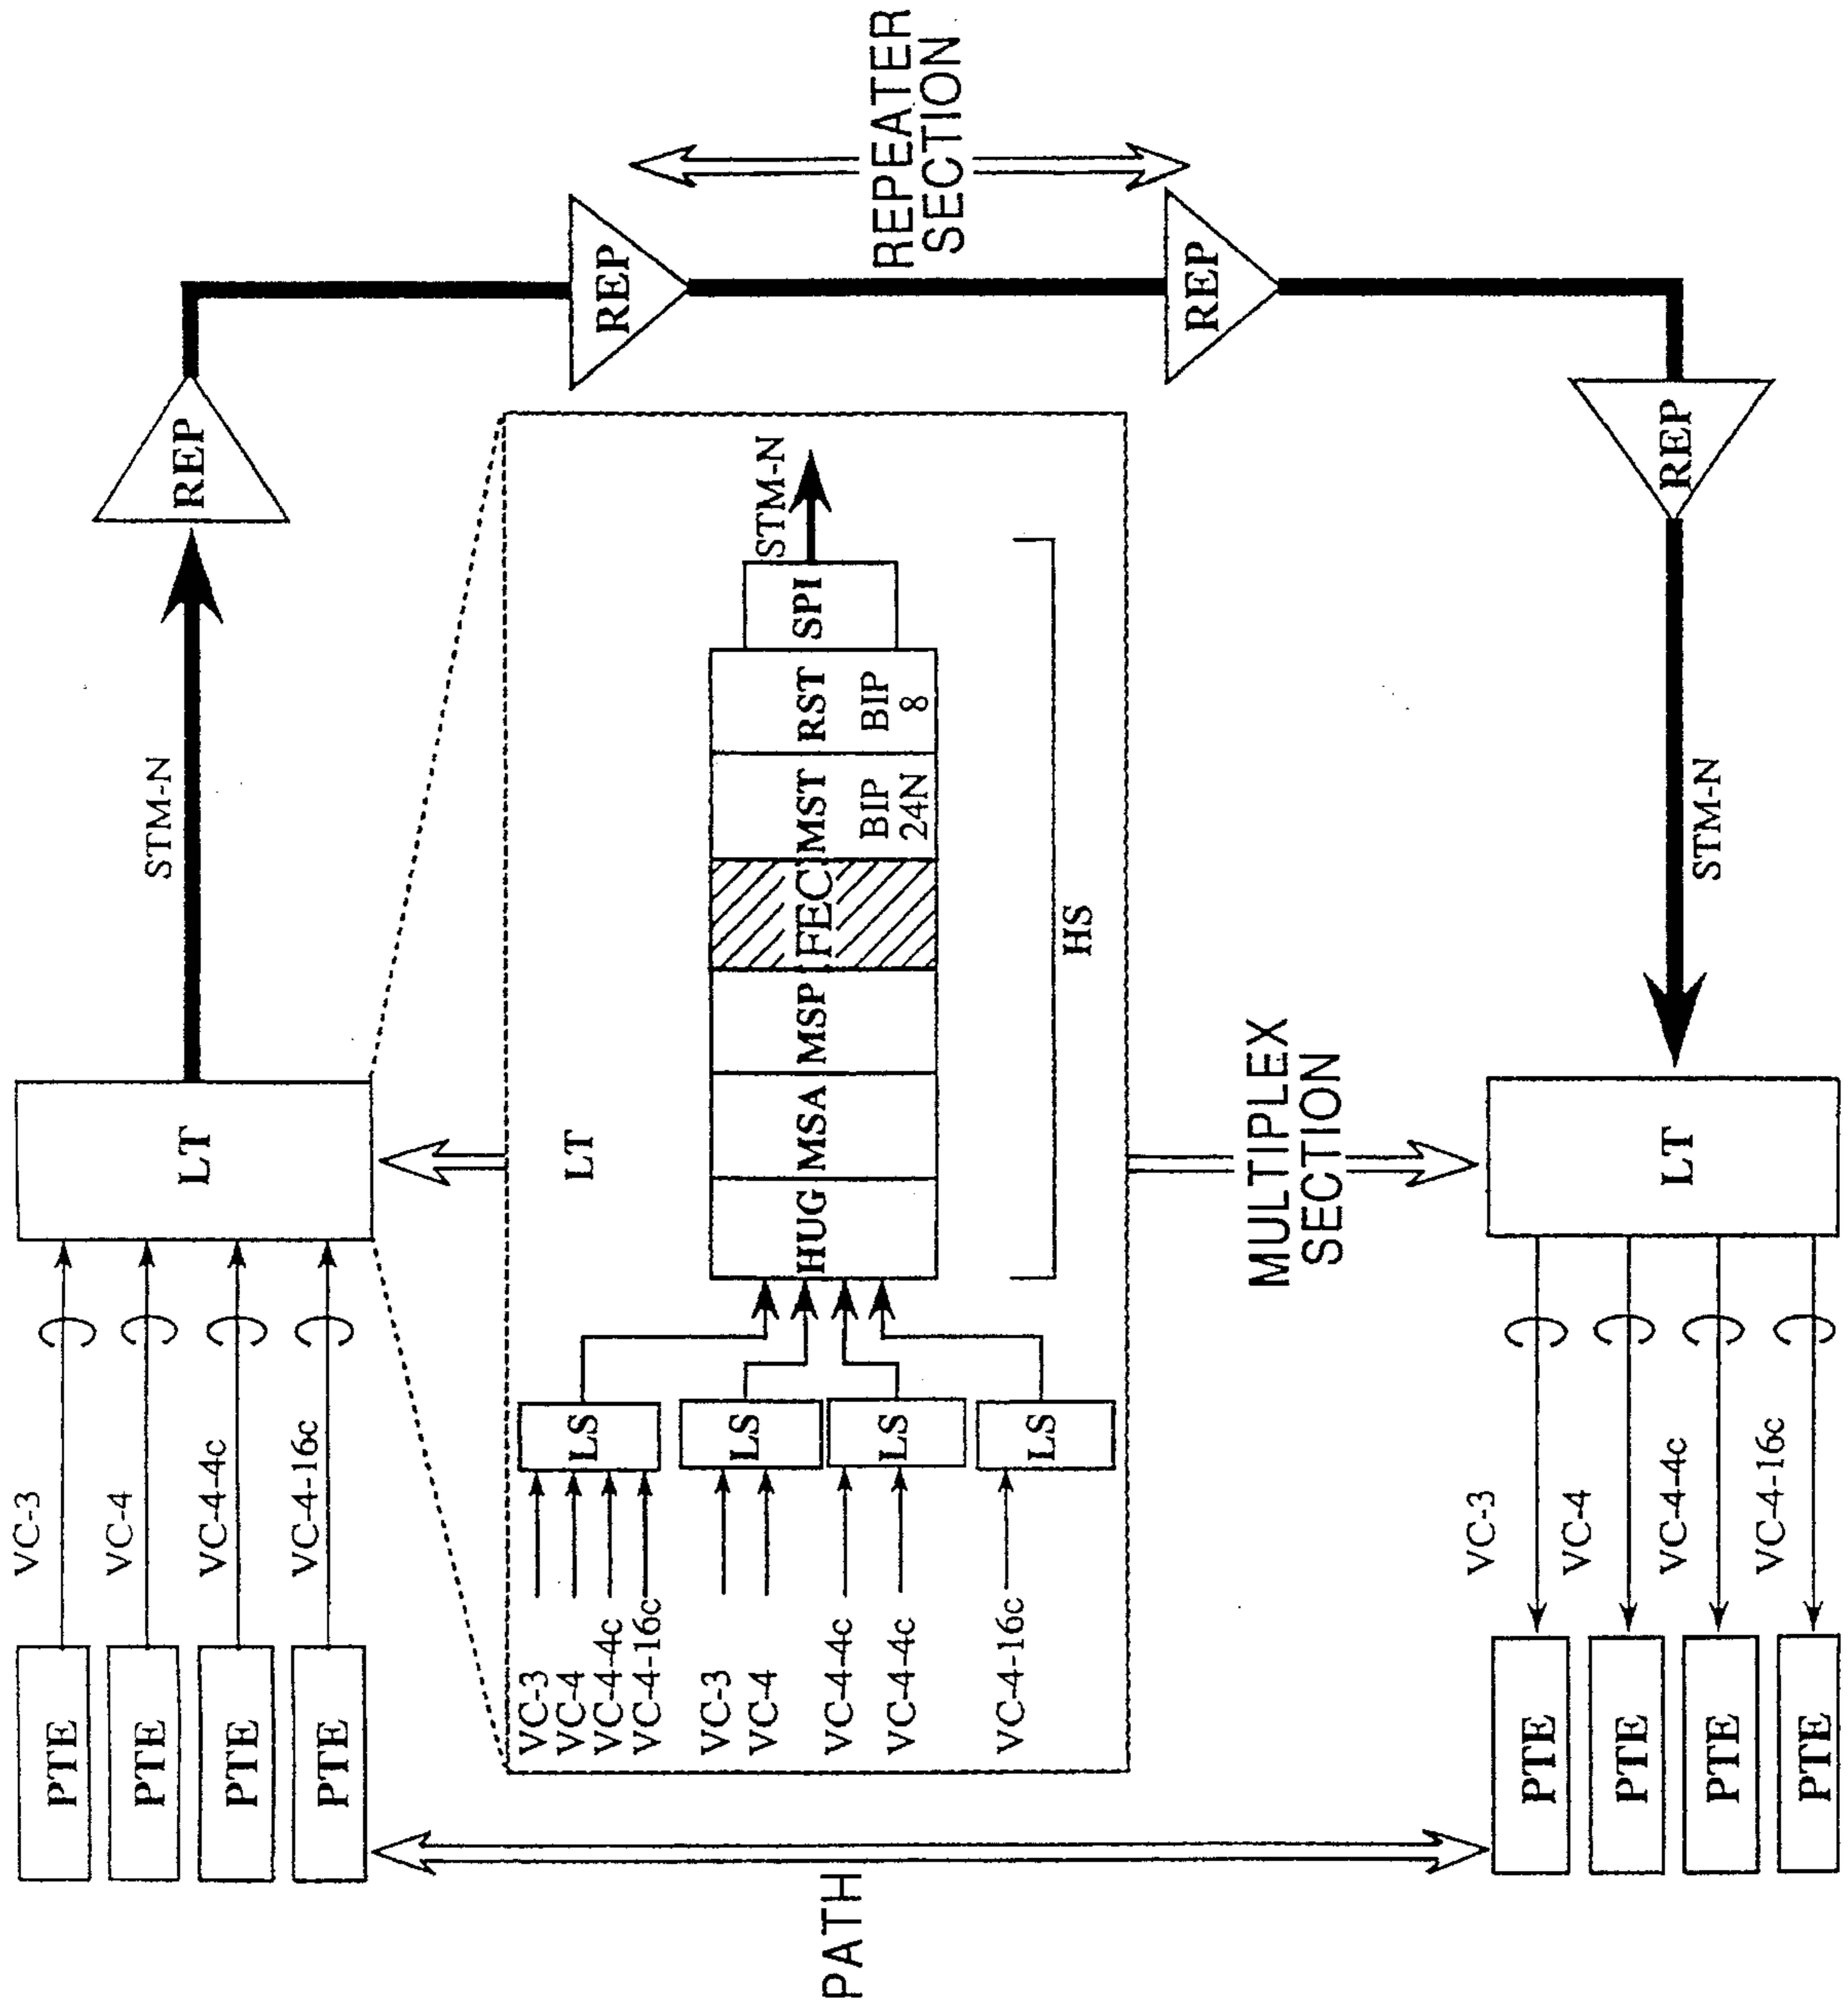 PTE
PTE
PTE
PTE
VC-3
VC-4
VC-4-4c
VC-4-16c
LT
STM-N
REP
REP
REPEATER
SECTION
REP
REP
STM-N
LT
VC-3
VC-4
VC-4-4c
VC-4-16c
PTE
PTE
PTE
PTE
PATH
MULTIPLEX
SECTION
LT
VC-3
VC-4
VC-4-4c
VC-4-16c
LS
VC-3
VC-4
LS
VC-4-4c
VC-4-4c
LS
VC-4-16c
LS
HUG
MSA
MSP
FEC
MST
BIP
24N
RST
BIP
8
SPI
STM-N
HS